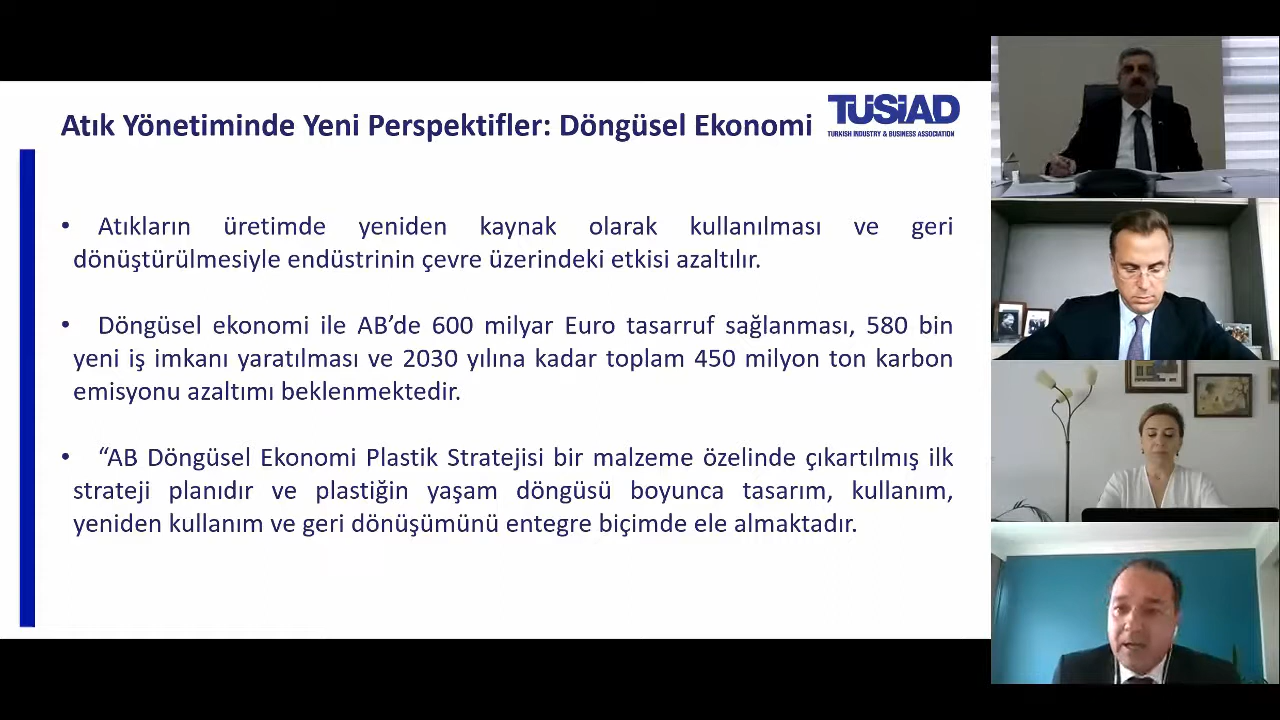 Atık Yönetiminde Yeni Perspektifler: Döngüsel Ekonomi
TUSiAD
TURKISH INDUSTRY & BUSINESS ASSOCIATION
• Atıkların üretimde yeniden kaynak olarak kullanılması ve geri
dönüştürülmesiyle endüstrinin çevre üzerindeki etkisi azaltılır.
• Döngüsel ekonomi ile AB’de 600 milyar Euro tasarruf sağlanması, 580 bin
yeni iş imkanı yaratılması ve 2030 yılına kadar toplam 450 milyon ton karbon
emisyonu azaltımı beklenmektedir.
• “AB Döngüsel Ekonomi Plastik Stratejisi bir malzeme özelinde çıkartılmış ilk
strateji planıdır ve plastiğin yaşam döngüsü boyunca tasarım, kullanım,
yeniden kullanım ve geri dönüşümünü entegre biçimde ele almaktadır.